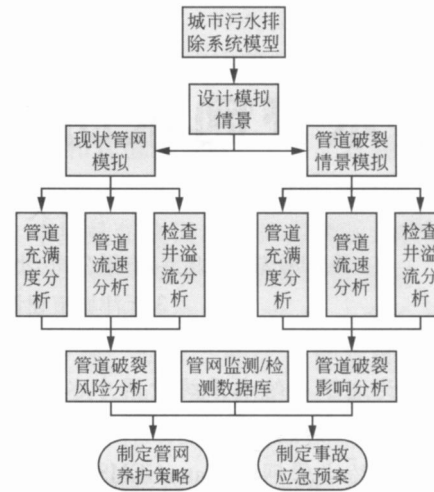 城市污水排
除系统模型
设计模拟
情景
现状管网
模拟
管道破裂
情景模拟
管道
充满
度分
析
管道
流速
分析
检查
井溢
流分
析
管道
充满
度分
析
管道
流速
分析
检查
井溢
流分
析
管道破裂
风险分析
管网监测/检
测数据库
管道破裂
影响分析
制定管网
养护策略
制定事故
应急预案